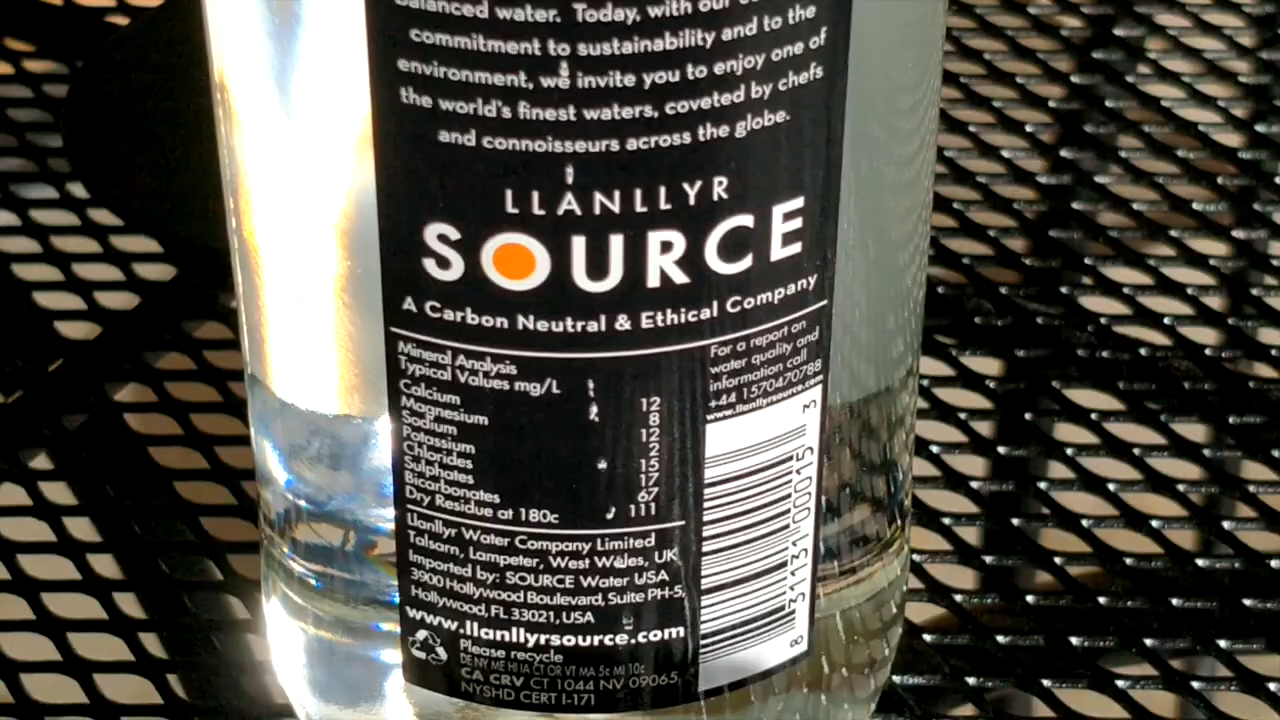 balanced water. Today, with our
commitment to sustainability and to the
environment, we invite you to enjoy one of
the world's finest waters, coveted by chefs
and connoisseurs across the globe.
LLANLLYR
SOURCE
A Carbon Neutral & Ethical Company
Mineral Analysis
Typical Values mg/L
Calcium 12
Magnesium 8
Sodium 12
Potassium 2
Chlorides 15
Sulphates 17
Bicarbonates 67
Dry Residue at 180c 111
For a report on
water quality and
information call
+44 1570470788
www.llanllyrsource.com
Llanllyr Water Company Limited
Talsarn, Lampeter, West Wales, UK
Imported by: SOURCE Water USA
3900 Hollywood Boulevard, Suite PH-5,
Hollywood, FL 33021, USA
www.llanllyrsource.com
Please recycle
DE NY ME HI IA CT OR VT MA 5c MI 10c
CA CRV CT 1044 NV 09065,
NYSHD CERT I-171
8 31131 00015 3